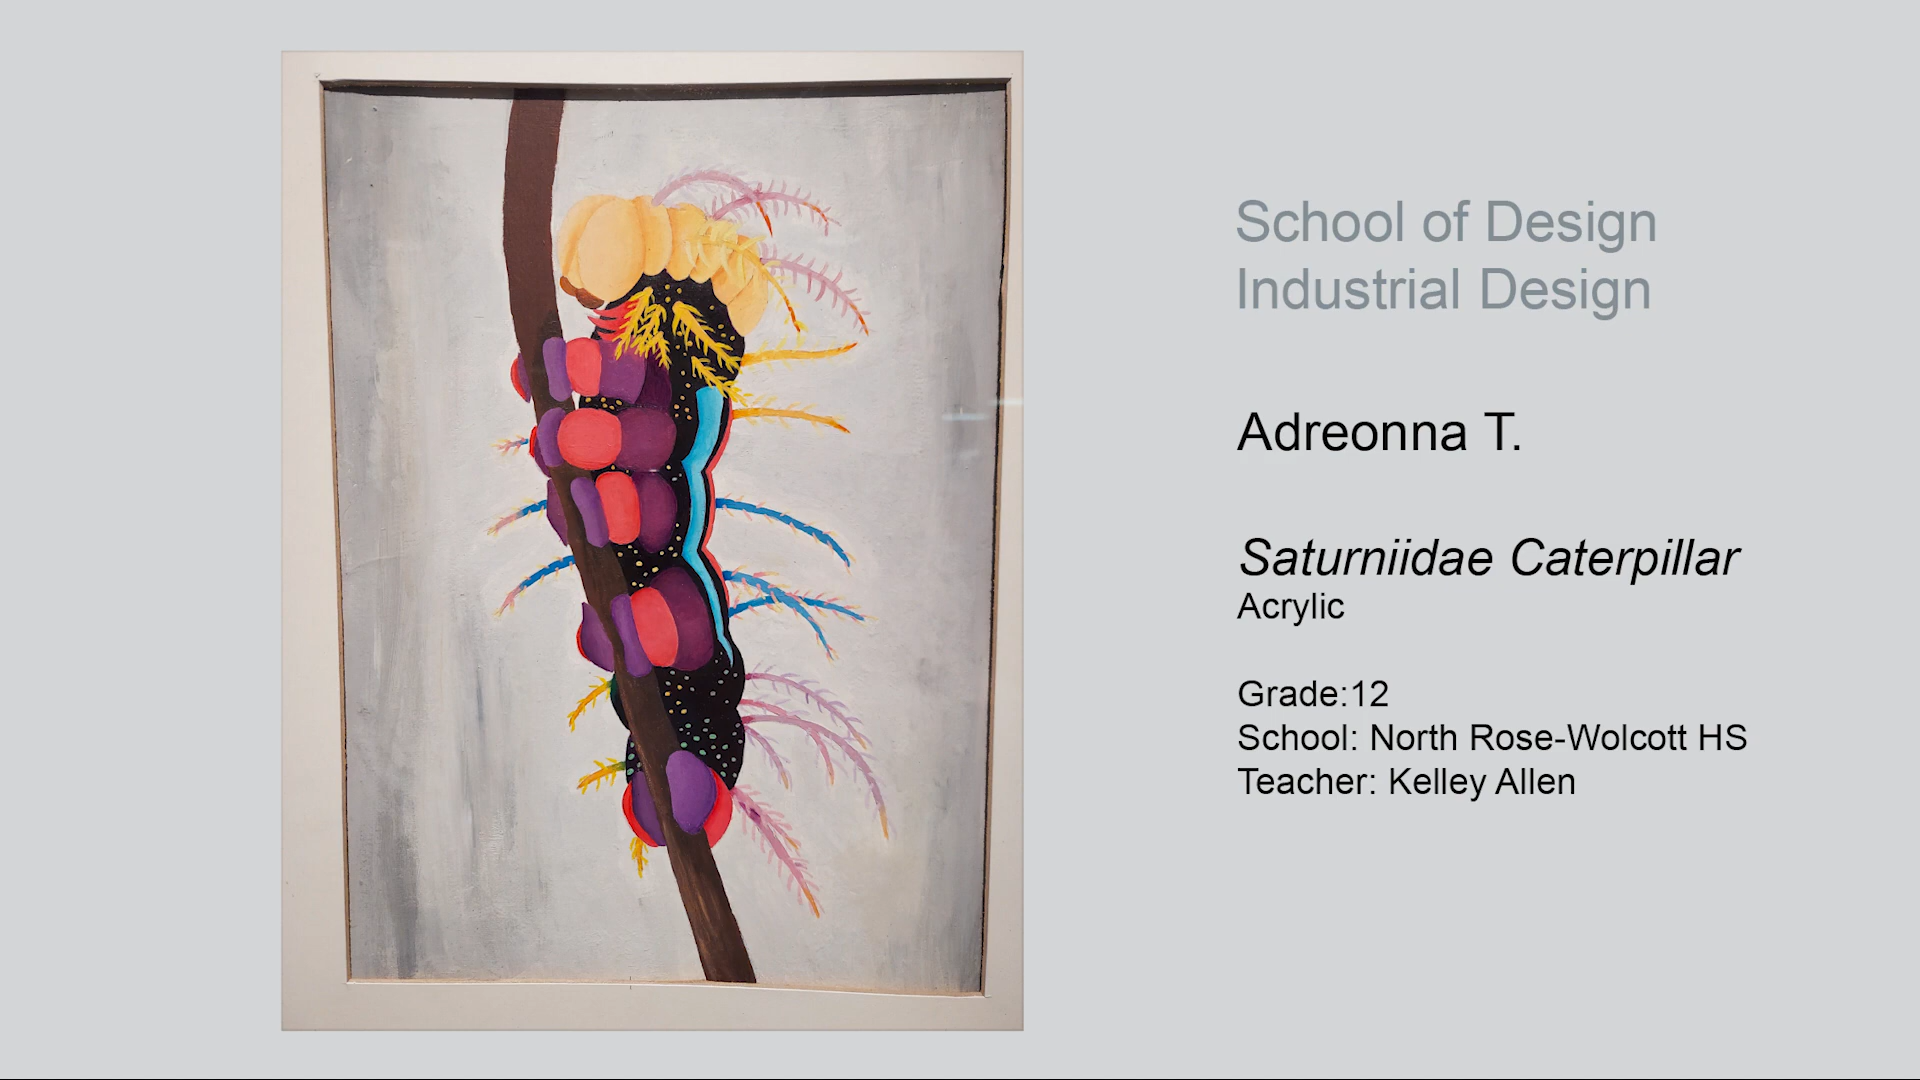 School of Design
Industrial Design
Adreonna T.
Saturniidae Caterpillar
Acrylic
Grade:12
School: North Rose-Wolcott HS
Teacher: Kelley Allen